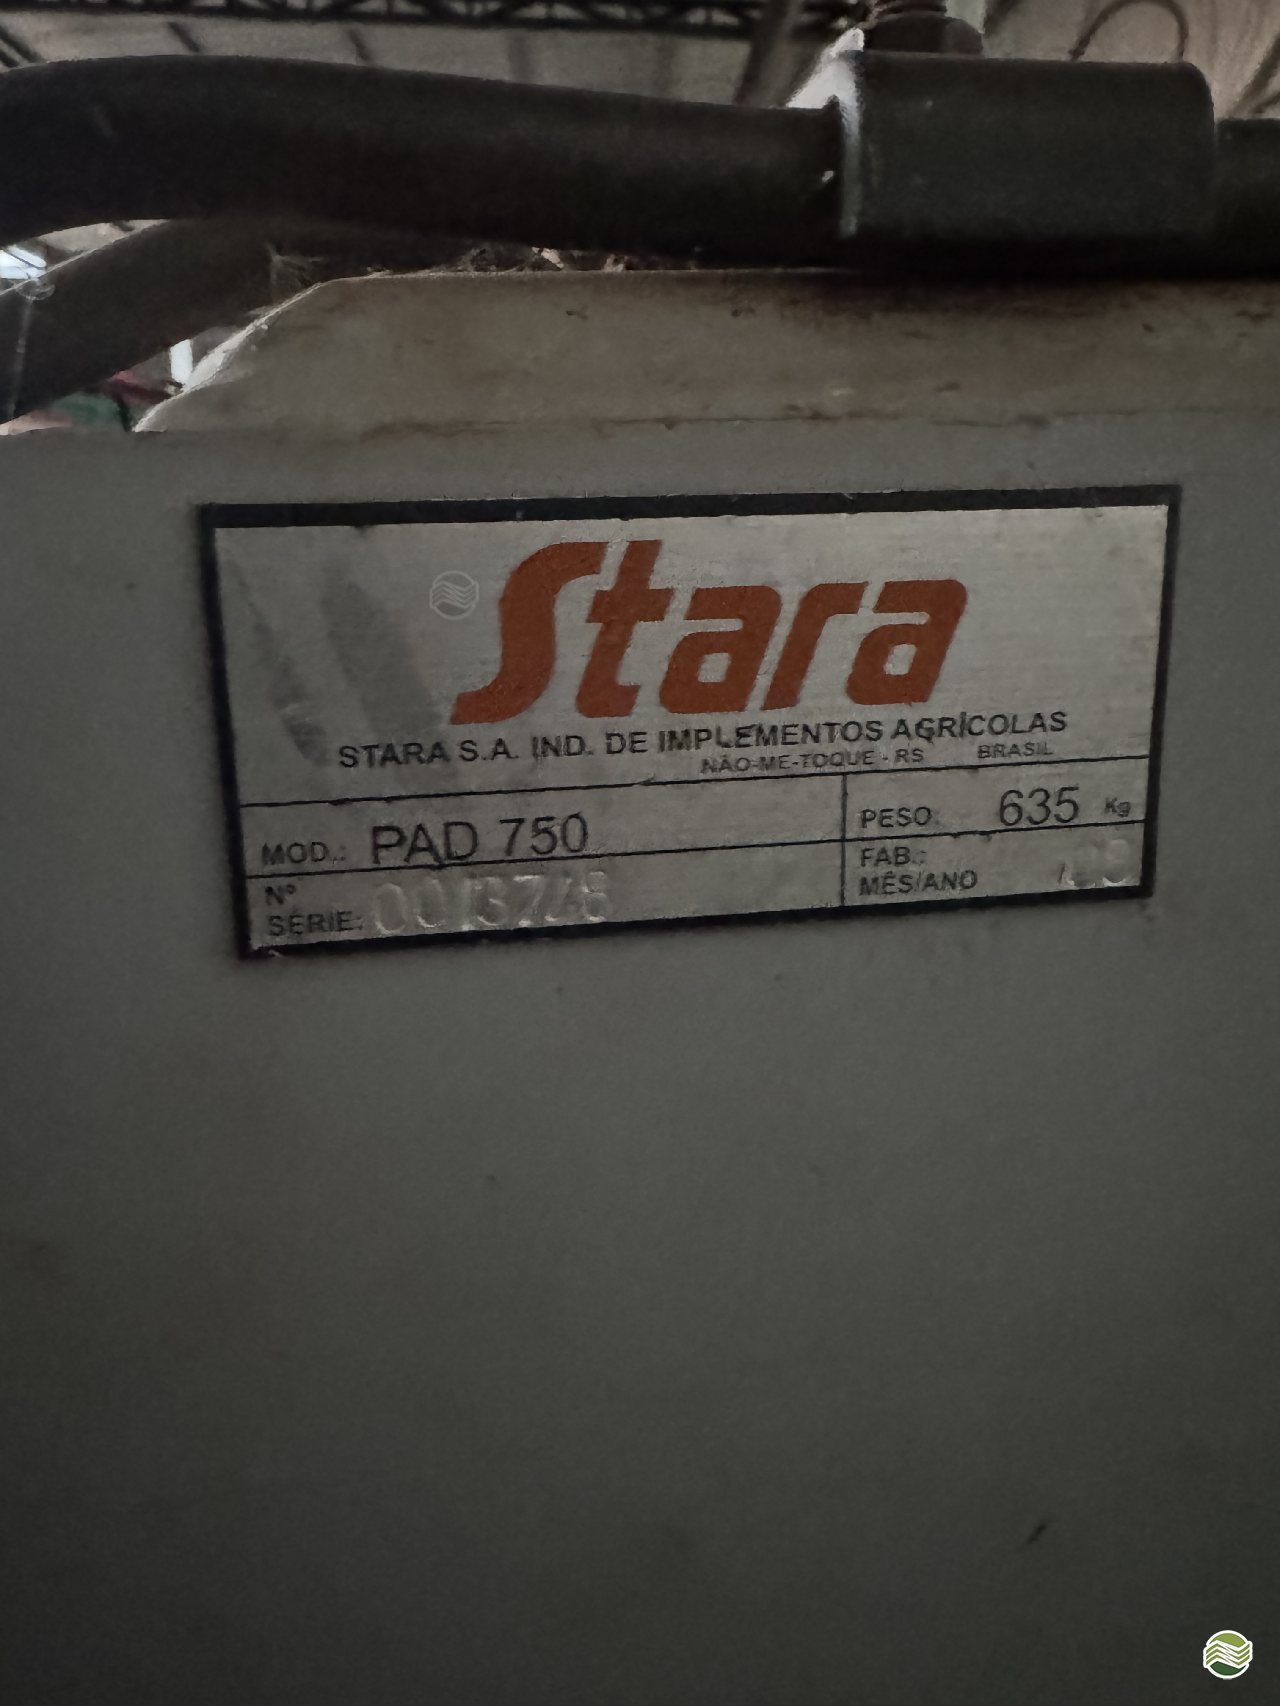 Stara
STARA S.A. IND. DE IMPLEMENTOS AGRÍCOLAS
NÃO-ME-TOQUE - RS BRASIL
MOD.: PAD 750
PESO: 635 Kg
Nº
SÉRIE:
FAB.:
MÊS/ANO